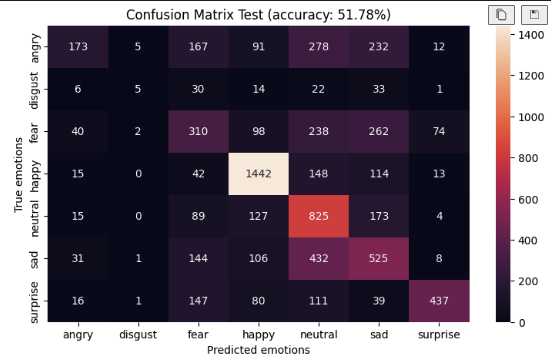 Confusion Matrix Test (accuracy: 51.78%)
True emotions
angry 173 5 167 91 278 232 12
disgust 6 5 30 14 22 33 1
fear 40 2 310 98 238 262 74
happy 15 0 42 1442 148 114 13
neutral 15 0 89 127 825 173 4
sad 31 1 144 106 432 525 8
surprise 16 1 147 80 111 39 437
angry disgust fear happy neutral sad surprise
Predicted emotions
1400
1200
1000
800
600
400
200
0